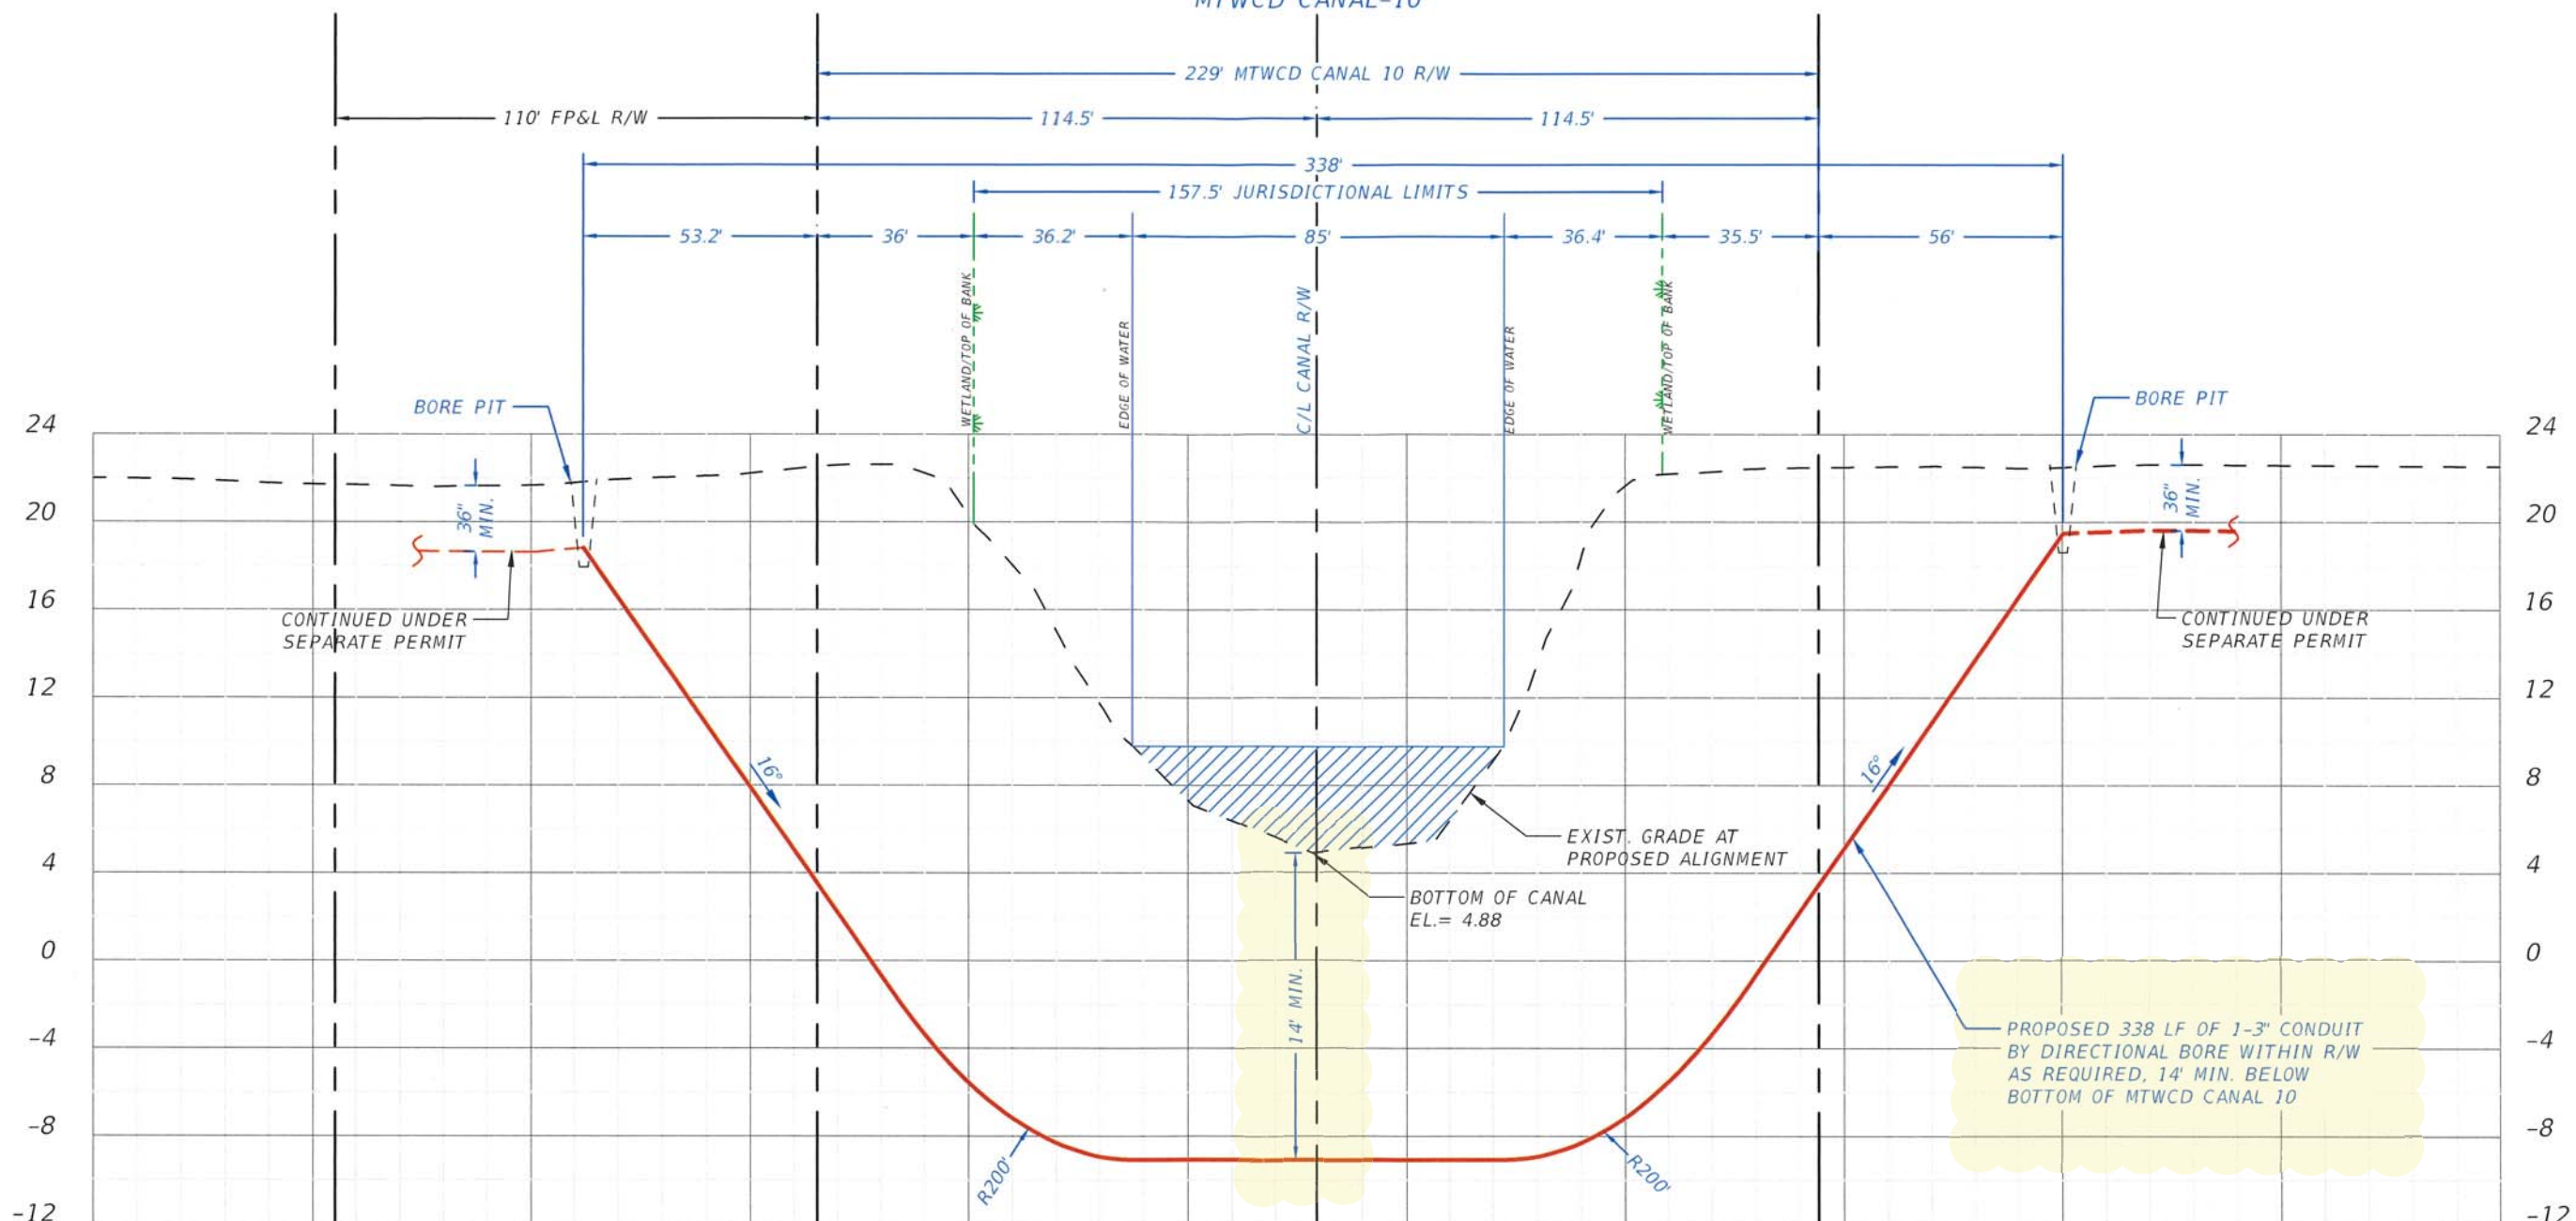 MTWCD CANAL-10
229' MTWCD CANAL 10 R/W
110' FP&L R/W
114.5'
114.5'
338'
157.5' JURISDICTIONAL LIMITS
53.2'
36'
36.2'
85'
36.4'
35.5'
56'
WETLAND/TOP OF BANK
EDGE OF WATER
C/L CANAL R/W
EDGE OF WATER
WETLAND/TOP OF BANK
BORE PIT
BORE PIT
24
24
36"
MIN.
36"
MIN.
20
20
16
16
CONTINUED UNDER
SEPARATE PERMIT
CONTINUED UNDER
SEPARATE PERMIT
12
12
16°
16°
8
8
EXIST. GRADE AT
PROPOSED ALIGNMENT
4
4
BOTTOM OF CANAL
EL.= 4.88
0
0
14' MIN.
PROPOSED 338 LF OF 1-3" CONDUIT
BY DIRECTIONAL BORE WITHIN R/W
AS REQUIRED, 14' MIN. BELOW
BOTTOM OF MTWCD CANAL 10
-4
-4
-8
-8
R200'
R200'
-12
-12